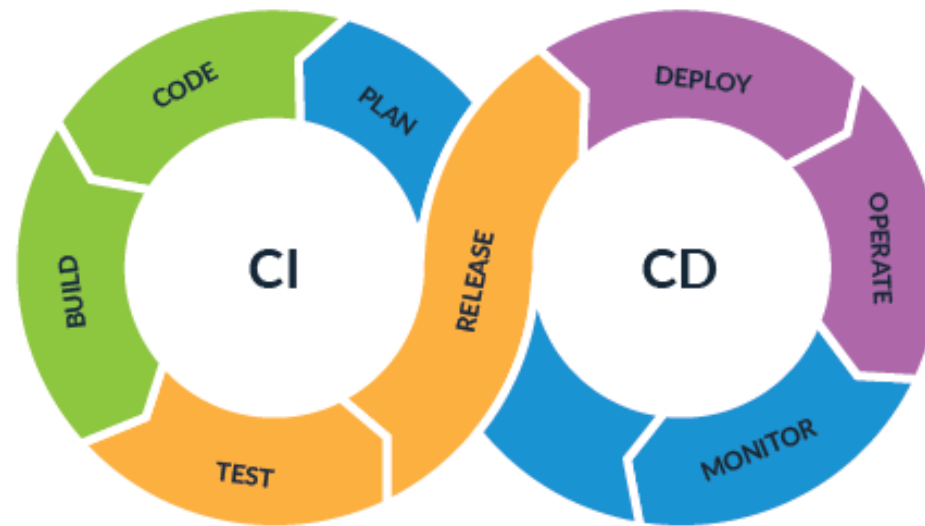 CODE
PLAN
BUILD
CI
TEST
RELEASE
DEPLOY
OPERATE
CD
MONITOR